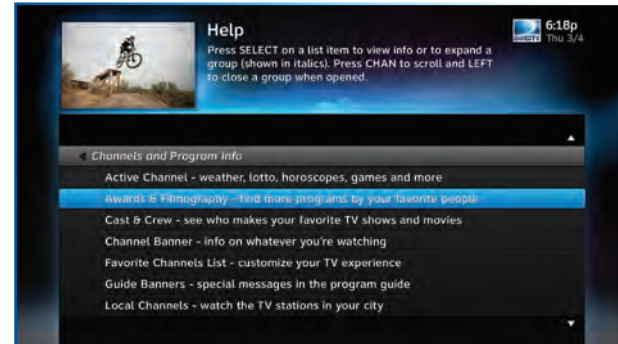 Help
Press SELECT on a list item to view info or to expand a
group (shown in italics). Press CHAN to scroll and LEFT
to close a group when opened.
DIRECTV
6:18p
Thu 3/4
Channels and Program Info
Active Channel - weather, lotto, horoscopes, games and more
Awards & Filmography - find more programs by your favorite people
Cast & Crew - see who makes your favorite TV shows and movies
Channel Banner - info on whatever you're watching
Favorite Channels List - customize your TV experience
Guide Banners - special messages in the program guide
Local Channels - watch the TV stations in your city